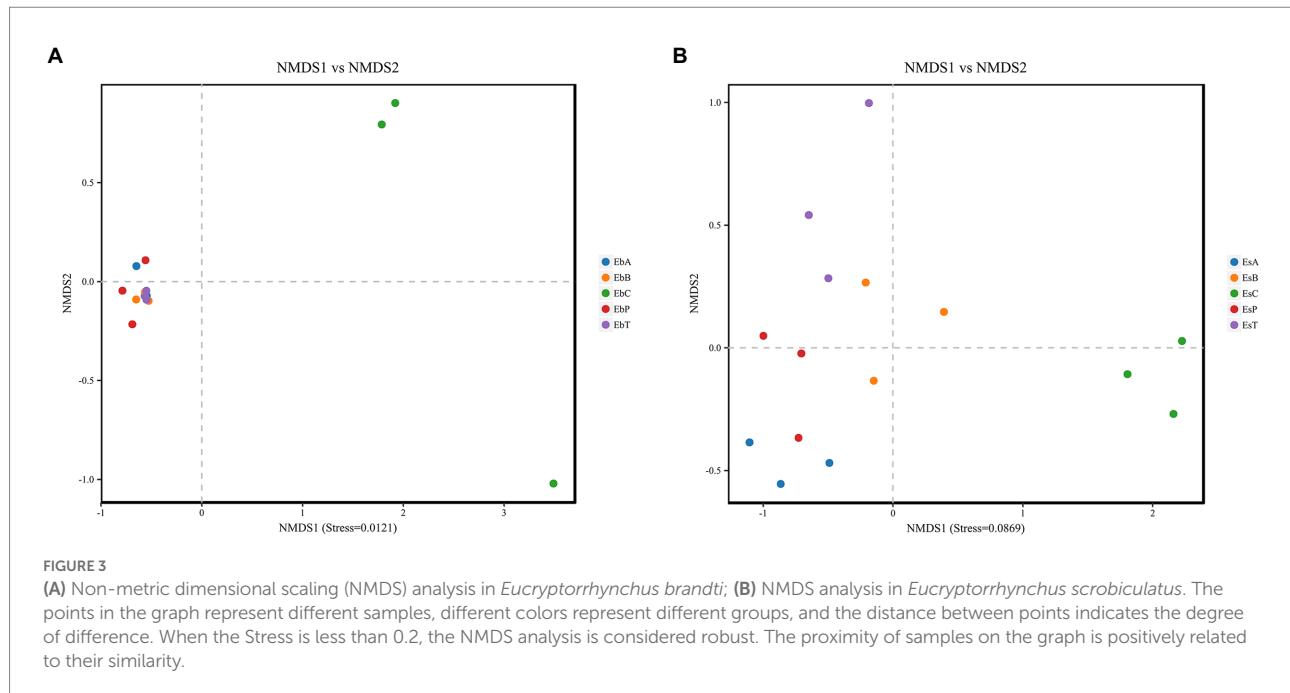 A
NMDS1 vs NMDS2
0.5
0.0
-0.5
-1.0
NMDS2
-1
0
1
2
3
NMDS1 (Stress=0.0121)
EbA
EbB
EbC
EbP
EbT
B
NMDS1 vs NMDS2
1.0
0.5
0.0
-0.5
NMDS2
-1
0
1
2
NMDS1 (Stress=0.0869)
EsA
EsB
EsC
EsP
EsT
FIGURE 3
(A) Non-metric dimensional scaling (NMDS) analysis in Eucryptorrhynchus brandti; (B) NMDS analysis in Eucryptorrhynchus scrobiculatus. The
points in the graph represent different samples, different colors represent different groups, and the distance between points indicates the degree
of difference. When the Stress is less than 0.2, the NMDS analysis is considered robust. The proximity of samples on the graph is positively related
to their similarity.